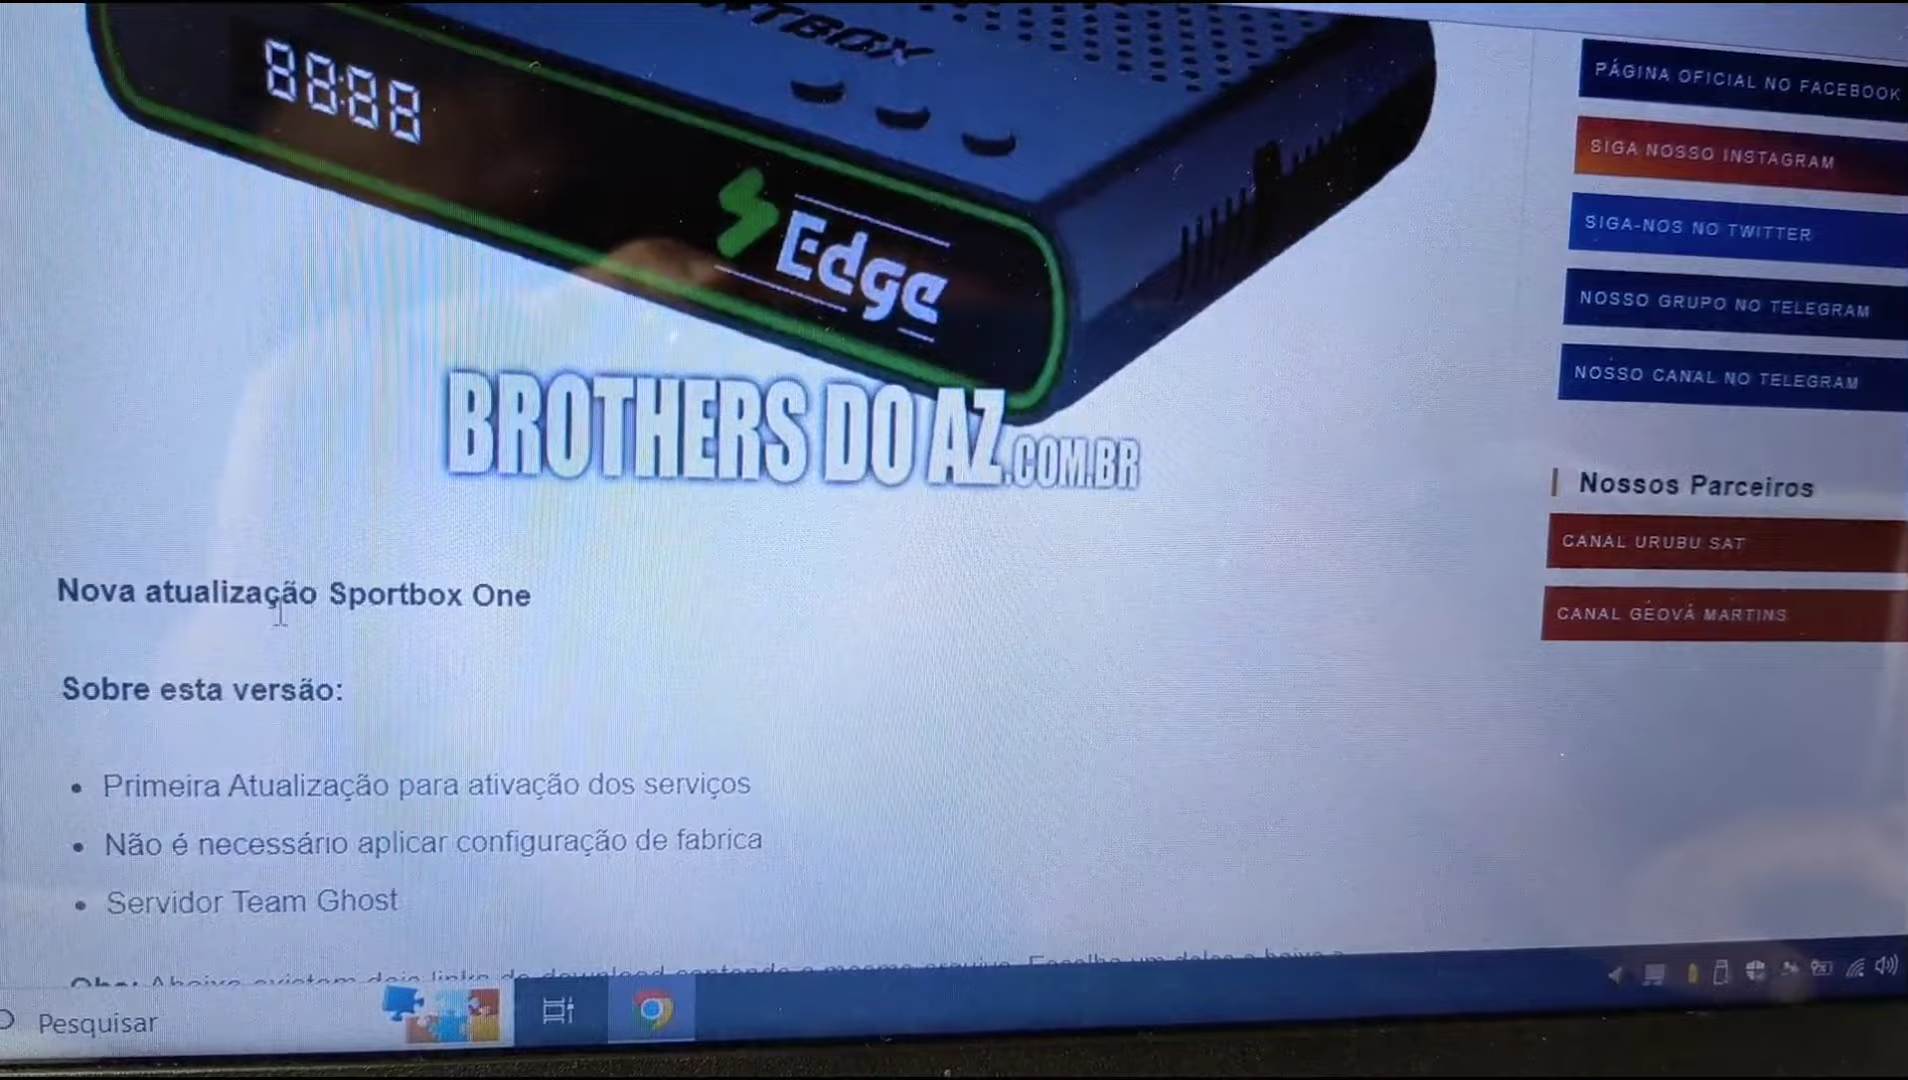 88:88
Edge
BROTHERS DO AZ.COM.BR
Nova atualização Sportbox One
Sobre esta versão:
• Primeira Atualização para ativação dos serviços
• Não é necessário aplicar configuração de fabrica
• Servidor Team Ghost
Pesquisar
PÁGINA OFICIAL NO FACEBOOK
SIGA NOSSO INSTAGRAM
SIGA-NOS NO TWITTER
NOSSO GRUPO NO TELEGRAM
NOSSO CANAL NO TELEGRAM
Nossos Parceiros
CANAL URUBU SAT
CANAL GEOVÁ MARTINS